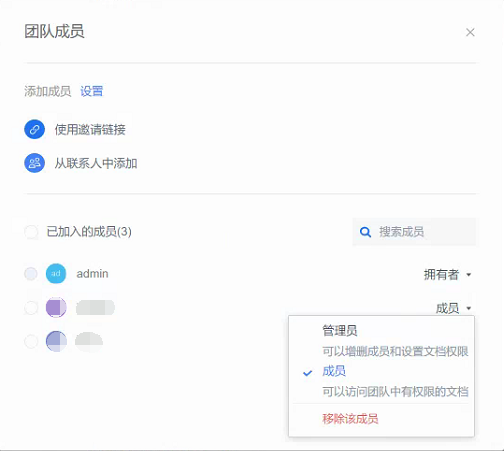 团队成员
添加成员 设置
使用邀请链接
从联系人中添加
已加入的成员(3) 搜索成员
ad admin 拥有者
成员
管理员
可以增删成员和设置文档权限
成员
可以访问团队中有权限的文档
移除该成员